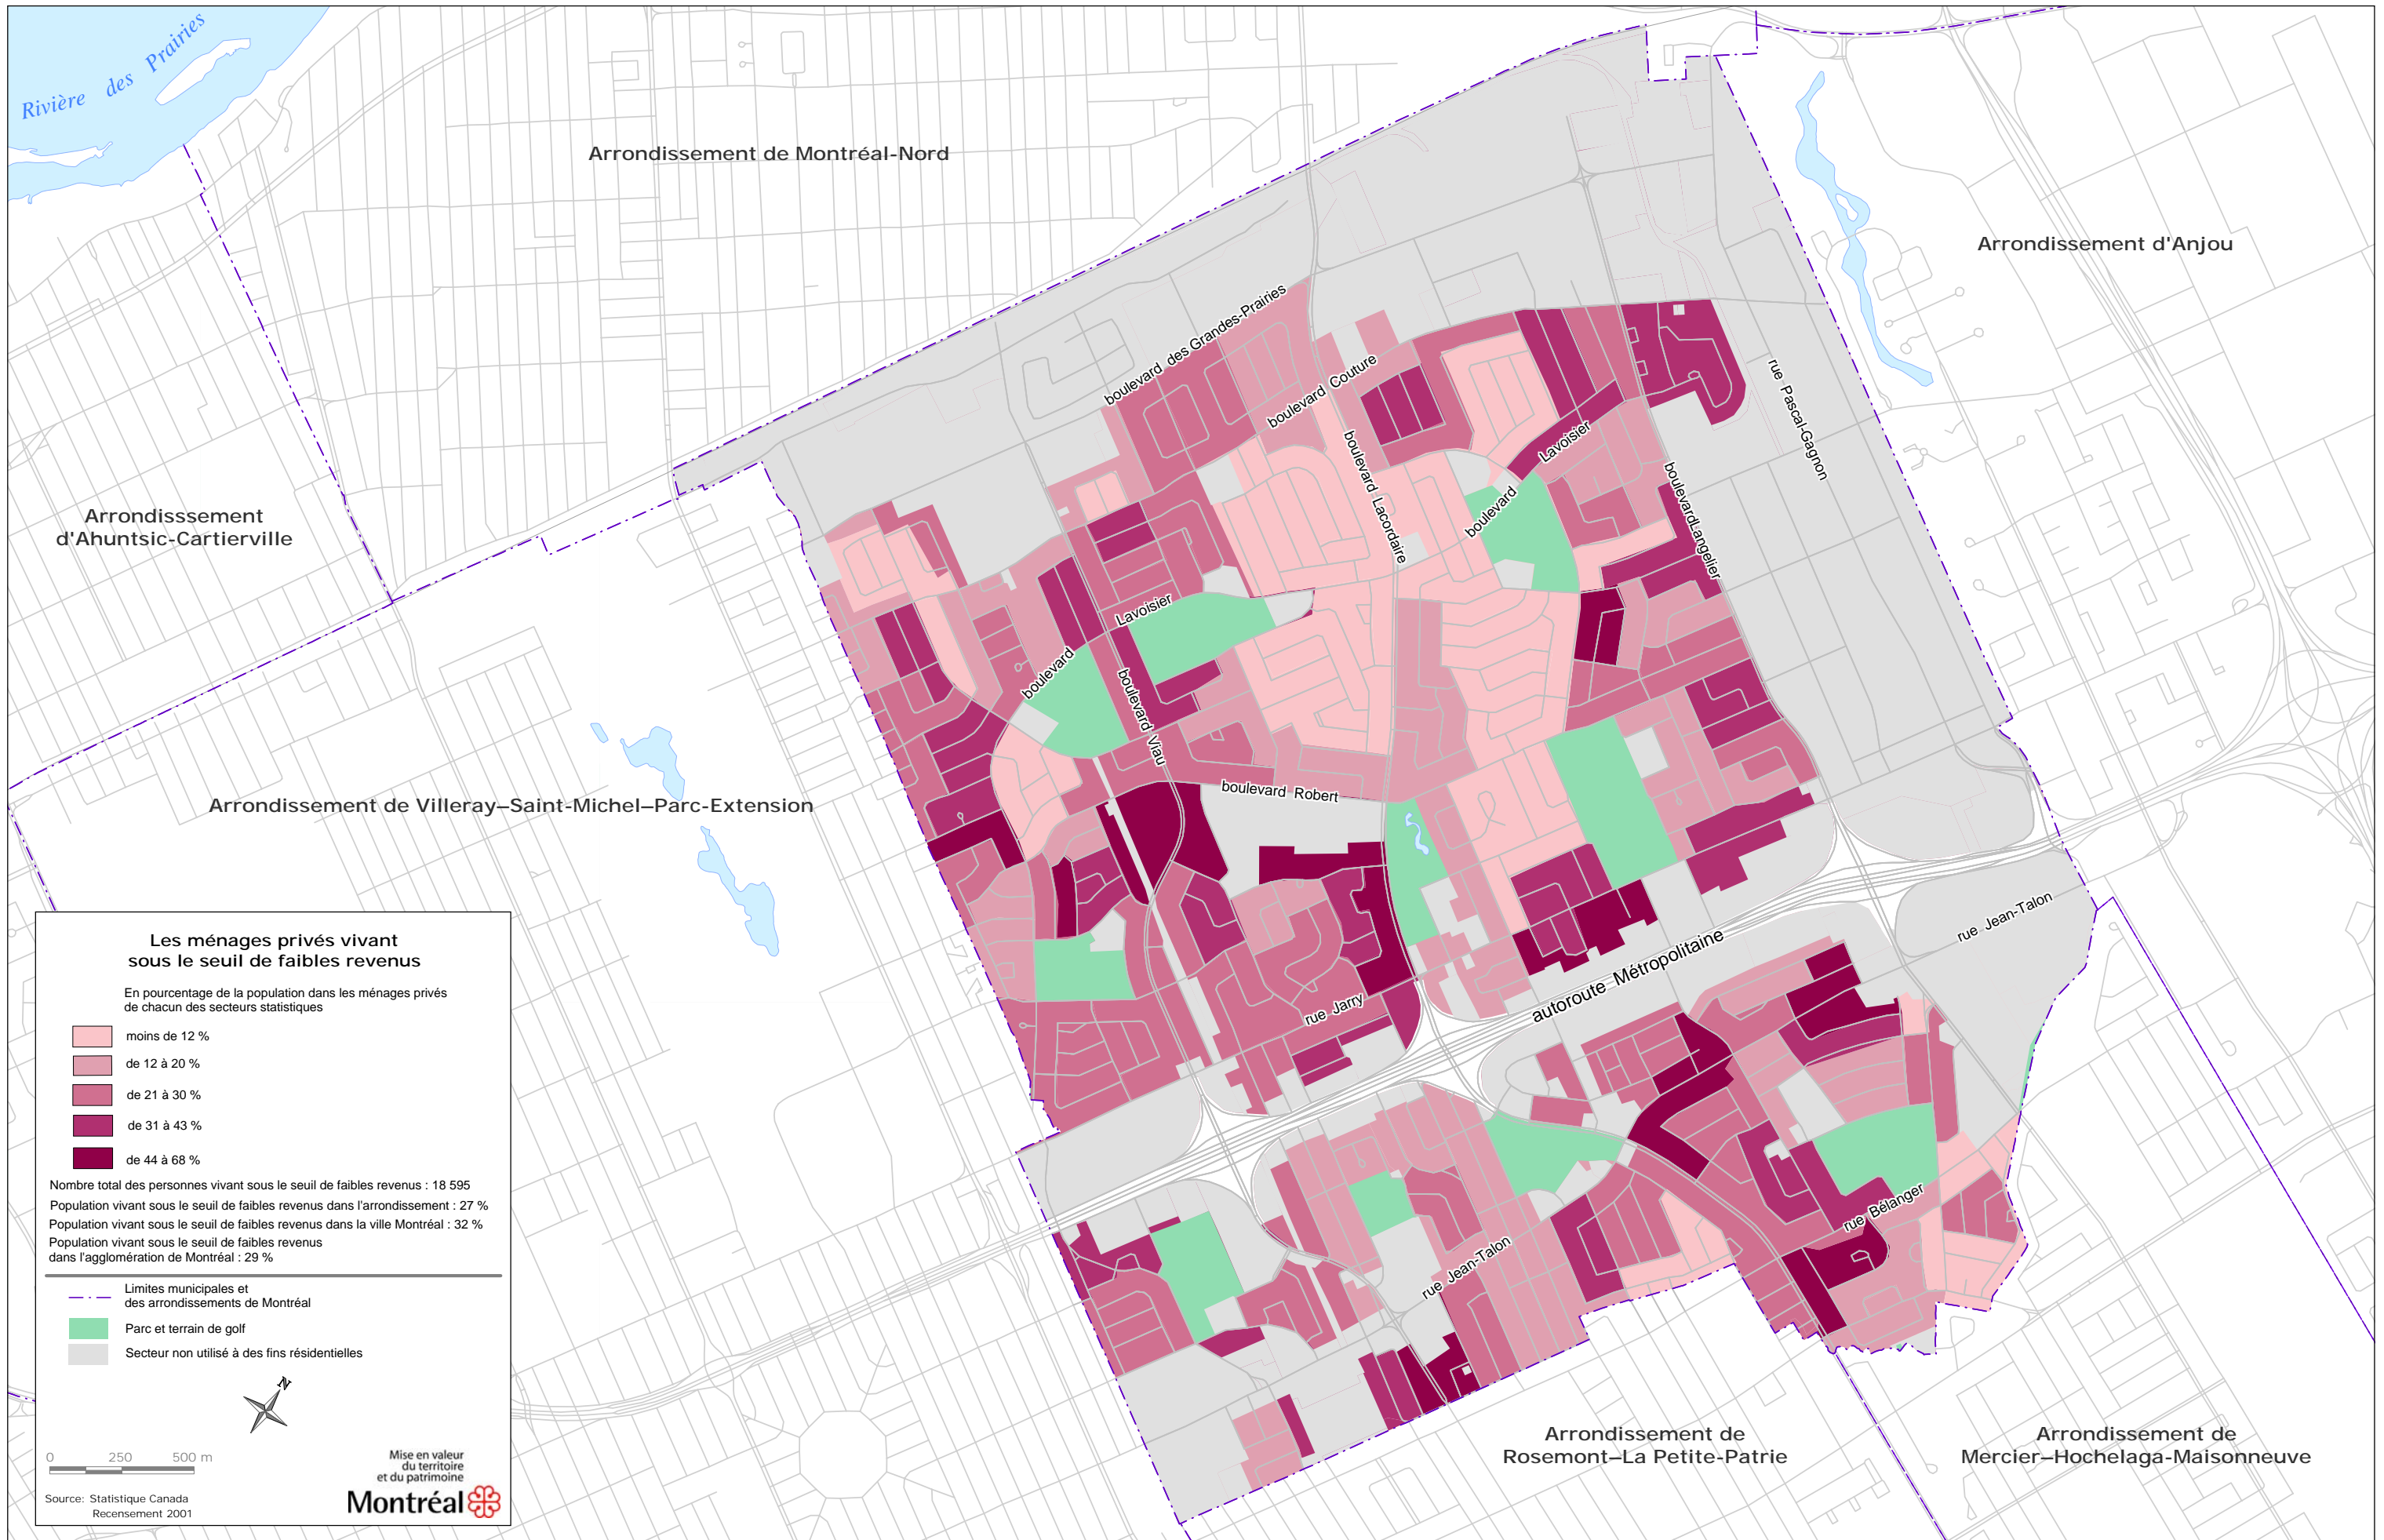 Rivière des Prairies
Arrondissement de Montréal-Nord
Arrondissement d'Anjou
Arrondisssement
d'Ahuntsic-Cartierville
Arrondissement de Villeray–Saint-Michel–Parc-Extension
boulevard des Grandes-Prairies
boulevard Couture
boulevard Lacordaire
boulevard Lavoisier
boulevard Langelier
rue Pascal-Gagnon
boulevard Lavoisier
boulevard Viau
boulevard Robert
rue Jarry
autoroute Métropolitaine
rue Jean-Talon
rue Jean-Talon
rue Bélanger
Arrondissement de
Rosemont–La Petite-Patrie
Arrondissement de
Mercier–Hochelaga-Maisonneuve
Les ménages privés vivant
sous le seuil de faibles revenus
En pourcentage de la population dans les ménages privés
de chacun des secteurs statistiques
moins de 12 %
de 12 à 20 %
de 21 à 30 %
de 31 à 43 %
de 44 à 68 %
Nombre total des personnes vivant sous le seuil de faibles revenus : 18 595
Population vivant sous le seuil de faibles revenus dans l'arrondissement : 27 %
Population vivant sous le seuil de faibles revenus dans la ville Montréal : 32 %
Population vivant sous le seuil de faibles revenus
dans l'agglomération de Montréal : 29 %
Limites municipales et
des arrondissements de Montréal
Parc et terrain de golf
Secteur non utilisé à des fins résidentielles
N
0 250 500 m
Mise en valeur
du territoire
et du patrimoine
Montréal
Source: Statistique Canada
Recensement 2001